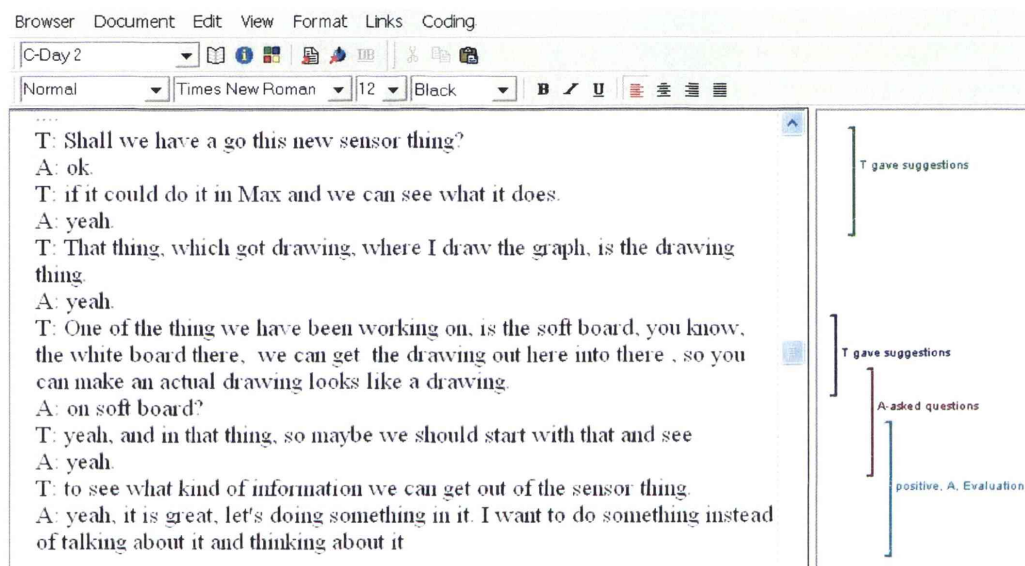 Browser Document Edit View Format Links Coding
C-Day 2 DB
Normal Times New Roman 12 Black B I U
....
T: Shall we have a go this new sensor thing?
A: ok.
T: if it could do it in Max and we can see what it does.
A: yeah.
T: That thing, which got drawing, where I draw the graph, is the drawing
thing.
A: yeah.
T: One of the thing we have been working on, is the soft board, you know,
the white board there, we can get the drawing out here into there , so you
can make an actual drawing looks like a drawing.
A: on soft board?
T: yeah, and in that thing, so maybe we should start with that and see
A: yeah.
T: to see what kind of information we can get out of the sensor thing.
A: yeah, it is great, let's doing something in it. I want to do something instead
of talking about it and thinking about it
T gave suggestions
T gave suggestions
A-asked questions
positive, A, Evaluation